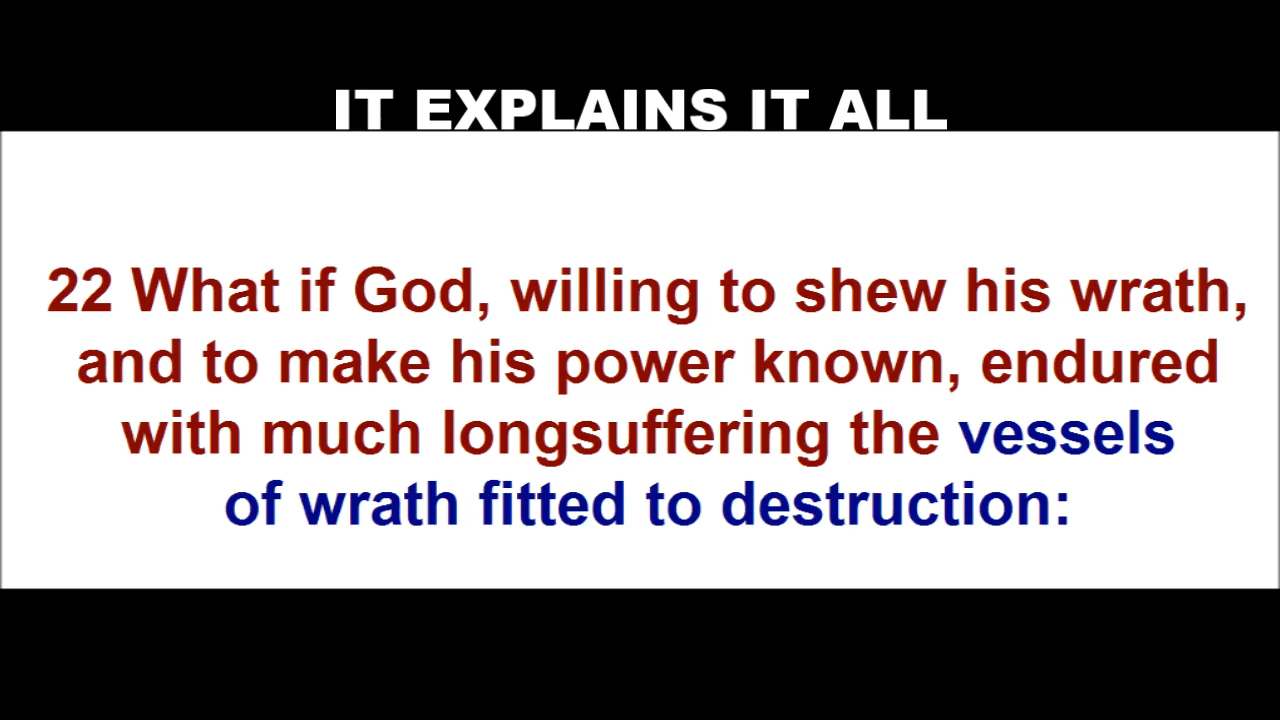 IT EXPLAINS IT ALL
22 What if God, willing to shew his wrath,
and to make his power known, endured
with much longsuffering the vessels
of wrath fitted to destruction: